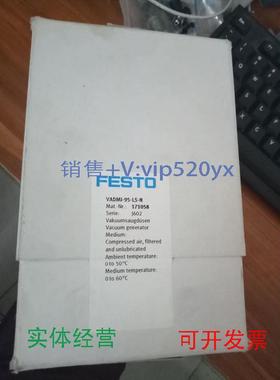 销售+V:vip520yx
FESTO
VADMI-95-LS-N
Mat.-Nr. 171058
Serie: J602
Vakuumsaugdüsen
Vacuum generator
Medium:
Compressed air, filtered
and unlubricated
Ambient temperature:
0 to 50°C
Medium temperature:
0 to 60°C
实体经营 可开发票